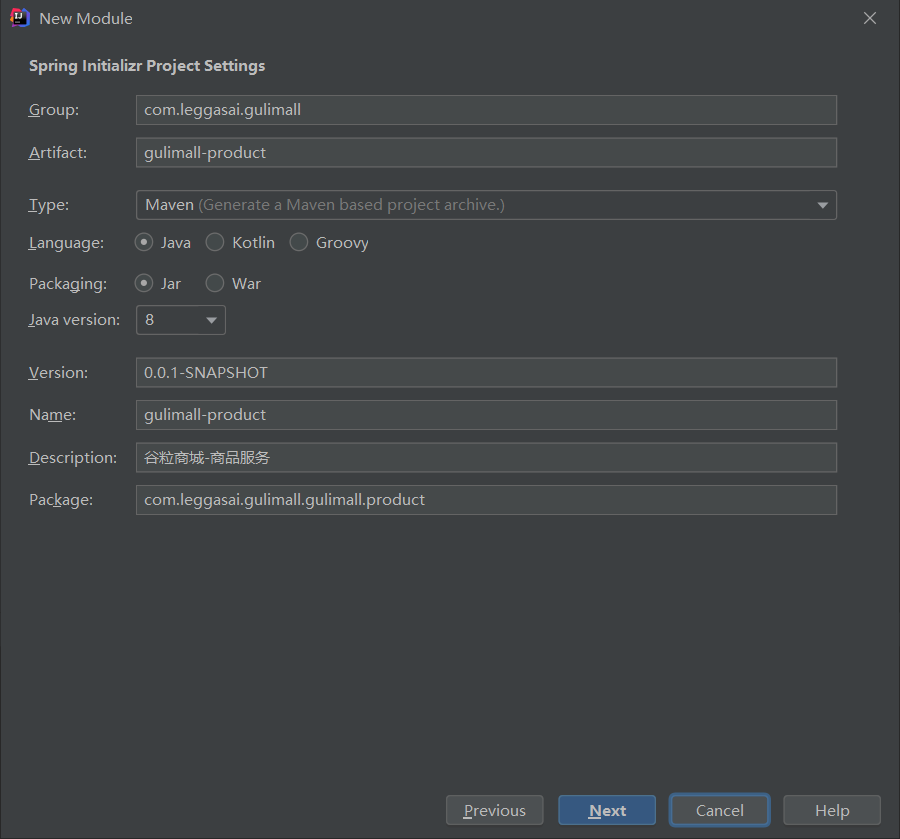 New Module
Spring Initializr Project Settings
Group: com.leggasai.gulimall
Artifact: gulimall-product
Type: Maven (Generate a Maven based project archive.)
Language: Java Kotlin Groovy
Packaging: Jar War
Java version: 8
Version: 0.0.1-SNAPSHOT
Name: gulimall-product
Description: 谷粒商城-商品服务
Package: com.leggasai.gulimall.gulimall.product
Previous Next Cancel Help